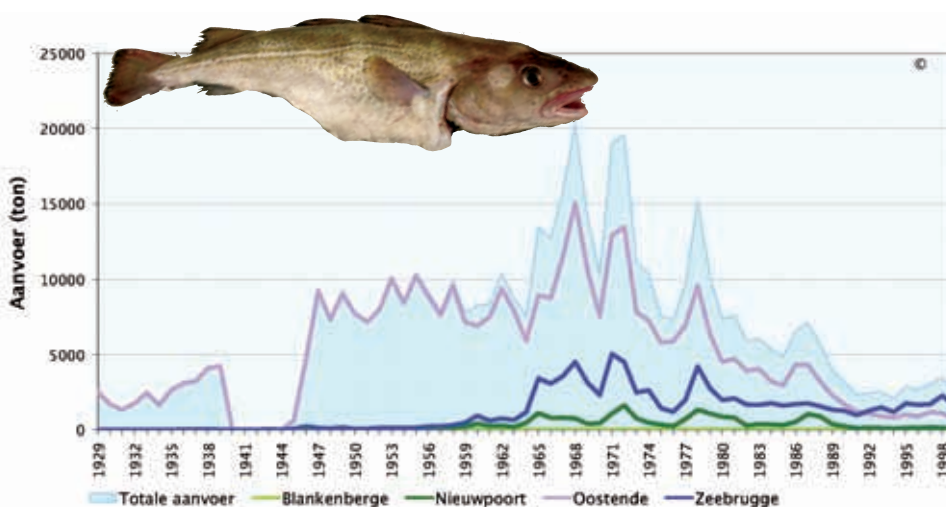 25000
©
20000
15000
10000
5000
0
Aanvoer (ton)
1929 1932 1935 1938 1941 1944 1947 1950 1953 1956 1959 1962 1965 1968 1971 1974 1977 1980 1983 1986 1989 1992 1995 1998
Totale aanvoer Blankenberge Nieuwpoort Oostende Zeebrugge